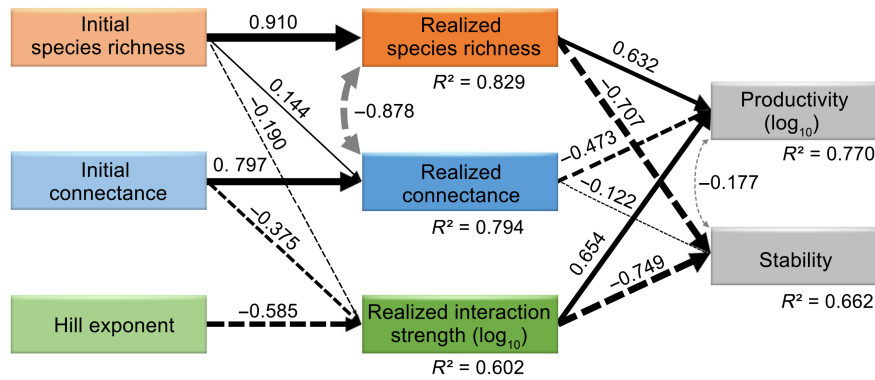 Initial
species richness
0.910
Realized
species richness
R² = 0.829
0.632
0.144
−0.190
−0.878
−0.707
Productivity
(log₁₀)
R² = 0.770
Initial
connectance
0. 797
Realized
connectance
R² = 0.794
−0.473
−0.122
−0.177
−0.375
0.654
−0.749
Stability
R² = 0.662
Hill exponent
−0.585
Realized interaction
strength (log₁₀)
R² = 0.602